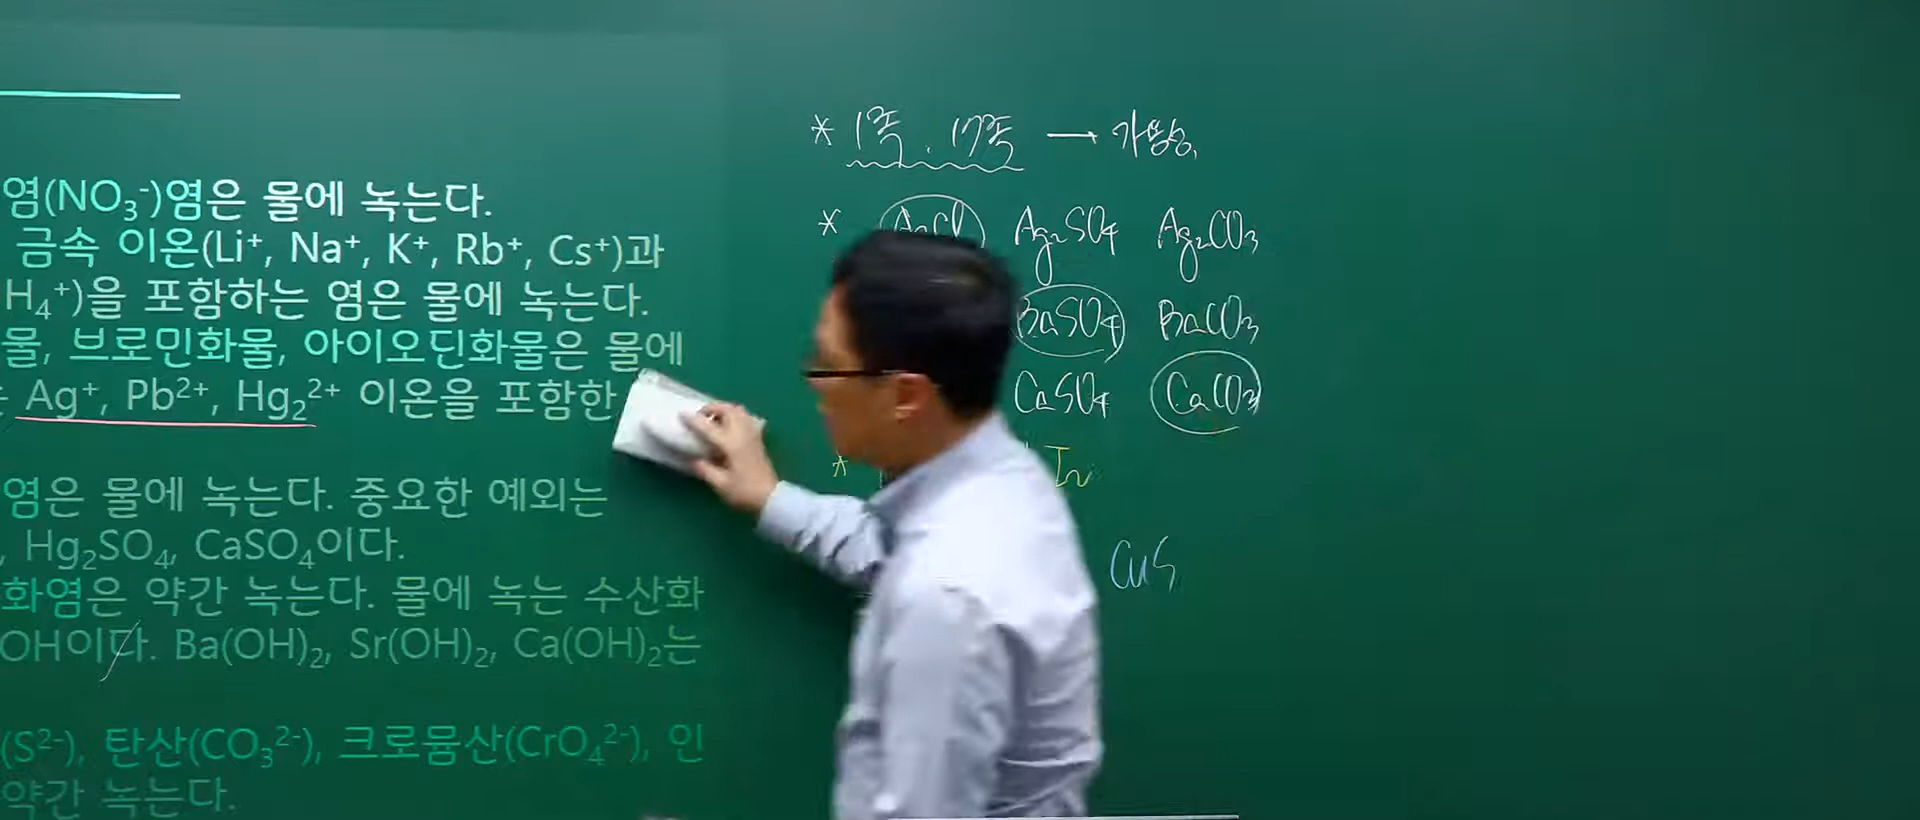 염(NO₃⁻)염은 물에 녹는다.
금속 이온(Li⁺, Na⁺, K⁺, Rb⁺, Cs⁺)과
H₄⁺)을 포함하는 염은 물에 녹는다.
물, 브로민화물, 아이오딘화물은 물에
Ag⁺, Pb²⁺, Hg₂²⁺ 이온을 포함한
염은 물에 녹는다. 중요한 예외는
, Hg₂SO₄, CaSO₄이다.
화염은 약간 녹는다. 물에 녹는 수산화
OH이다. Ba(OH)₂, Sr(OH)₂, Ca(OH)₂는
(S²⁻), 탄산(CO₃²⁻), 크로뮴산(CrO₄²⁻), 인
약간 녹는다.
* 1족. 17족 → 가용성
* AgCl Ag₂SO₄ Ag₂CO₃
BaSO₄ BaCO₃
CaSO₄ CaCO₃
*
CuS